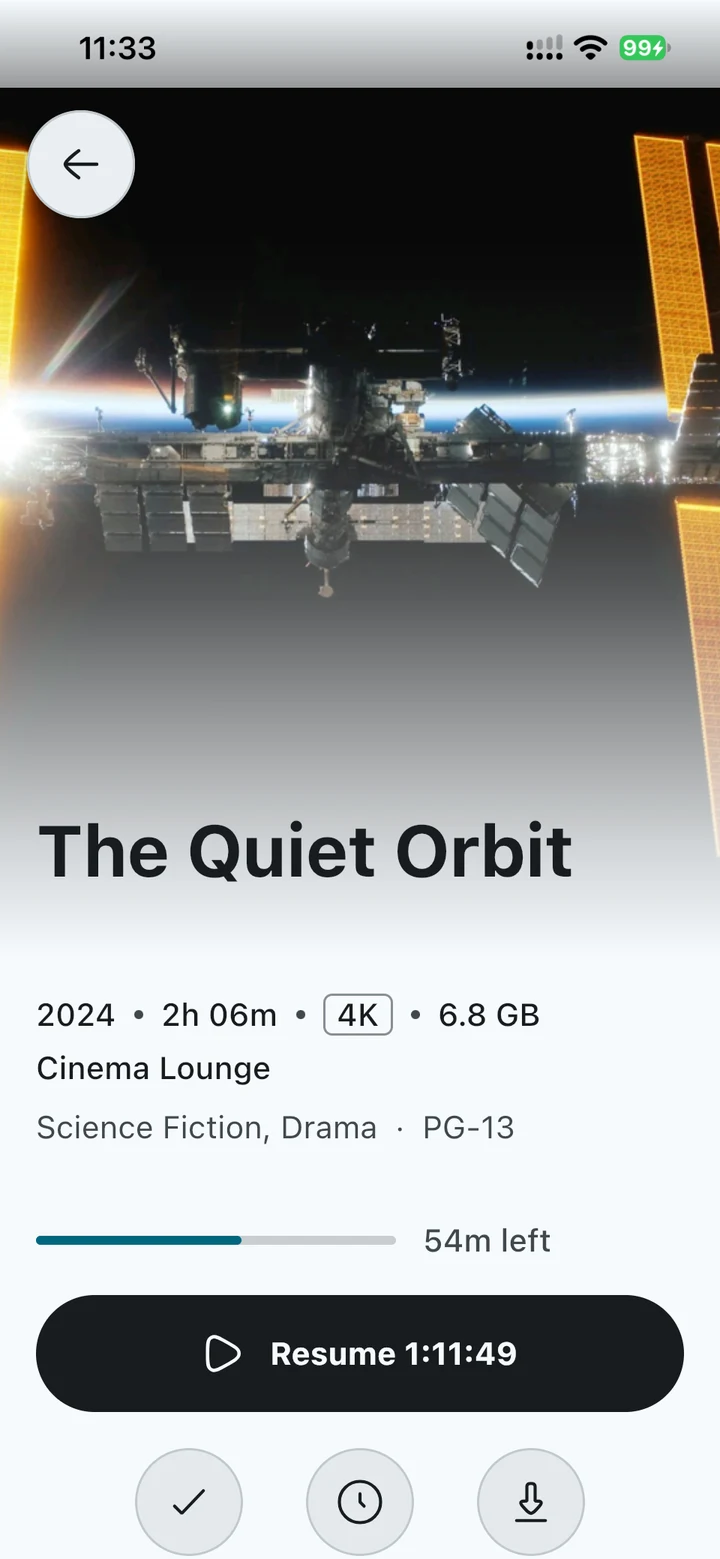 11:33
99
The Quiet Orbit
2024 • 2h 06m • 4K • 6.8 GB
Cinema Lounge
Science Fiction, Drama · PG-13
54m left
Resume 1:11:49